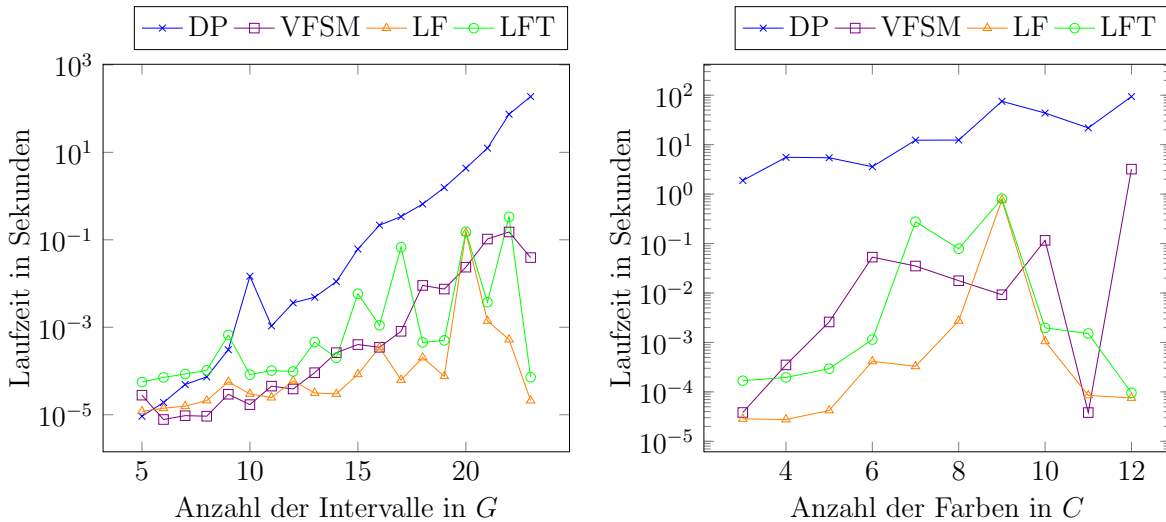 DP VFSM LF LFT
10^3
10^1
10^-1
10^-3
10^-5
5 10 15 20
Laufzeit in Sekunden
Anzahl der Intervalle in G
DP VFSM LF LFT
10^2
10^1
10^0
10^-1
10^-2
10^-3
10^-4
10^-5
4 6 8 10 12
Laufzeit in Sekunden
Anzahl der Farben in C